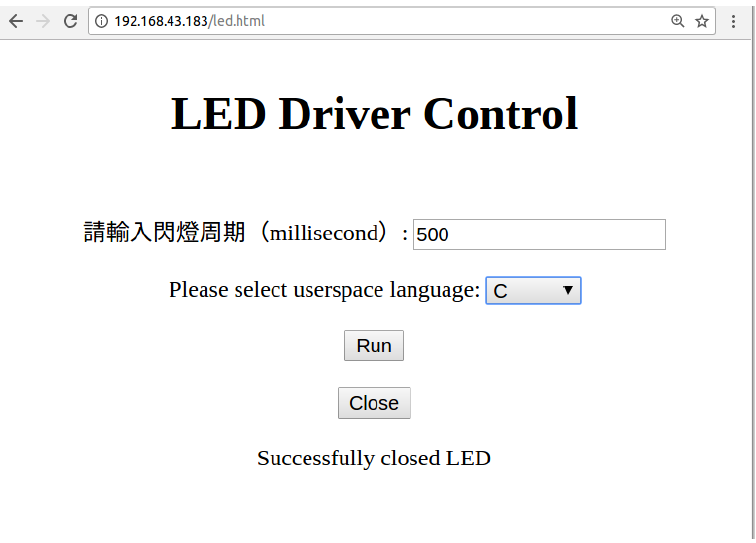 192.168.43.183/led.html
LED Driver Control
請輸入閃燈周期（millisecond）: 500
Please select userspace language: C
Run
Close
Successfully closed LED